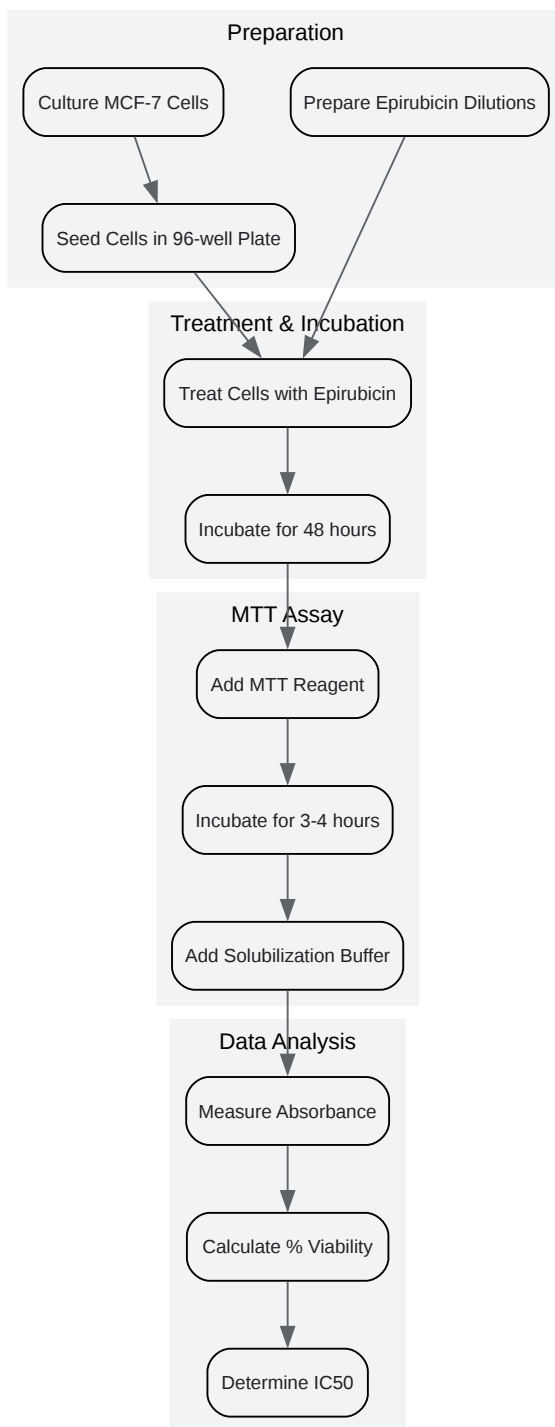 Preparation
Culture MCF-7 Cells
Prepare Epirubicin Dilutions
Seed Cells in 96-well Plate
Treatment & Incubation
Treat Cells with Epirubicin
Incubate for 48 hours
MTT Assay
Add MTT Reagent
Incubate for 3-4 hours
Add Solubilization Buffer
Data Analysis
Measure Absorbance
Calculate % Viability
Determine IC50